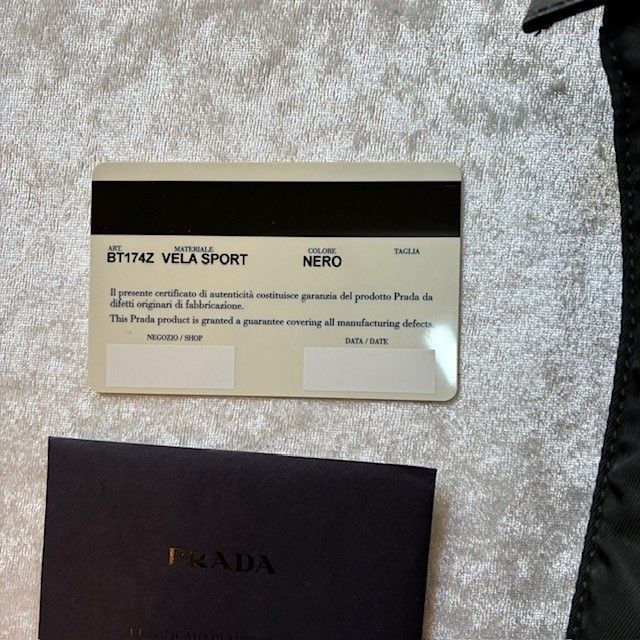 ART. MATERIALE COLORE TAGLIA
BT174Z VELA SPORT NERO
Il presente certificato di autenticità costituisce garanzia del prodotto Prada da
difetti originari di fabbricazione.
This Prada product is granted a guarantee covering all manufacturing defects.
NEGOZIO / SHOP DATA / DATE
PRADA